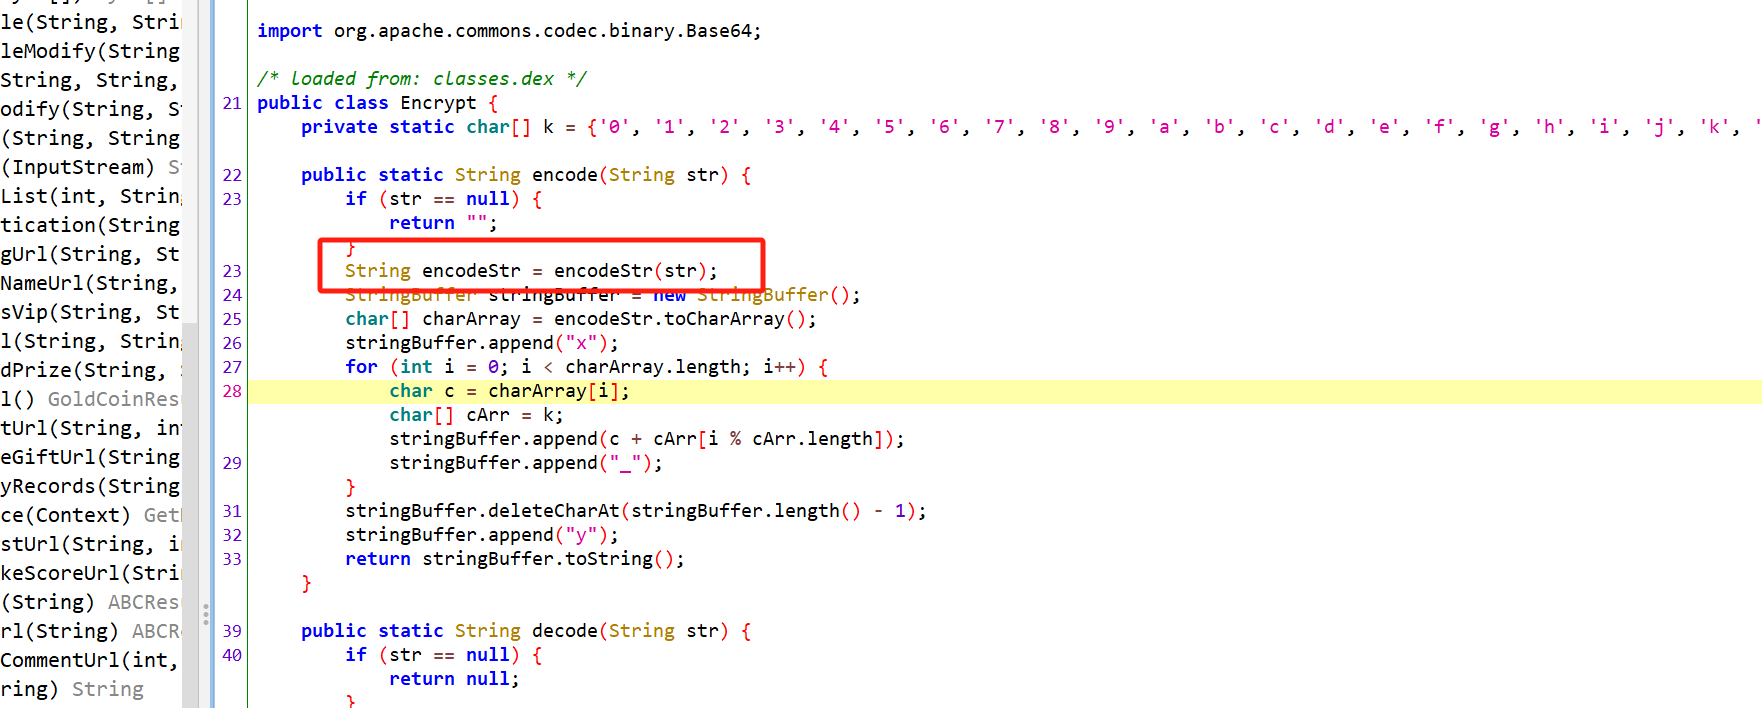 le(String, Stri
leModify(String
String, String,
odify(String, S
(String, String
(InputStream) S
List(int, String
tication(String
gUrl(String, St
NameUrl(String,
sVip(String, St
l(String, String
dPrize(String,
l() GoldCoinRes
tUrl(String, int
eGiftUrl(String
yRecords(String
ce(Context) Get
stUrl(String, i
keScoreUrl(Stri
(String) ABCRes
rl(String) ABCR
CommentUrl(int,
ring) String
import org.apache.commons.codec.binary.Base64;
/* loaded from: classes.dex */
21 public class Encrypt {
private static char[] k = {'0', '1', '2', '3', '4', '5', '6', '7', '8', '9', 'a', 'b', 'c', 'd', 'e', 'f', 'g', 'h', 'i', 'j', 'k', '
22 public static String encode(String str) {
23 if (str == null) {
return "";
}
23 String encodeStr = encodeStr(str);
24 StringBuffer stringBuffer = new StringBuffer();
25 char[] charArray = encodeStr.toCharArray();
26 stringBuffer.append("x");
27 for (int i = 0; i < charArray.length; i++) {
28 char c = charArray[i];
char[] cArr = k;
stringBuffer.append(c + cArr[i % cArr.length]);
29 stringBuffer.append("_");
}
31 stringBuffer.deleteCharAt(stringBuffer.length() - 1);
32 stringBuffer.append("y");
33 return stringBuffer.toString();
}
39 public static String decode(String str) {
40 if (str == null) {
return null;
}